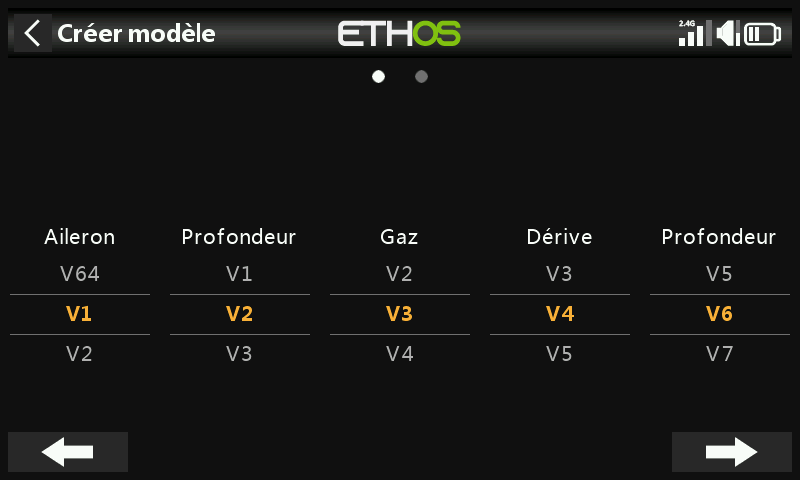 Créer modèle
ETHOS
2.4G
Aileron Profondeur Gaz Dérive Profondeur
V64 V1 V2 V3 V5
V1 V2 V3 V4 V6
V2 V3 V4 V5 V7